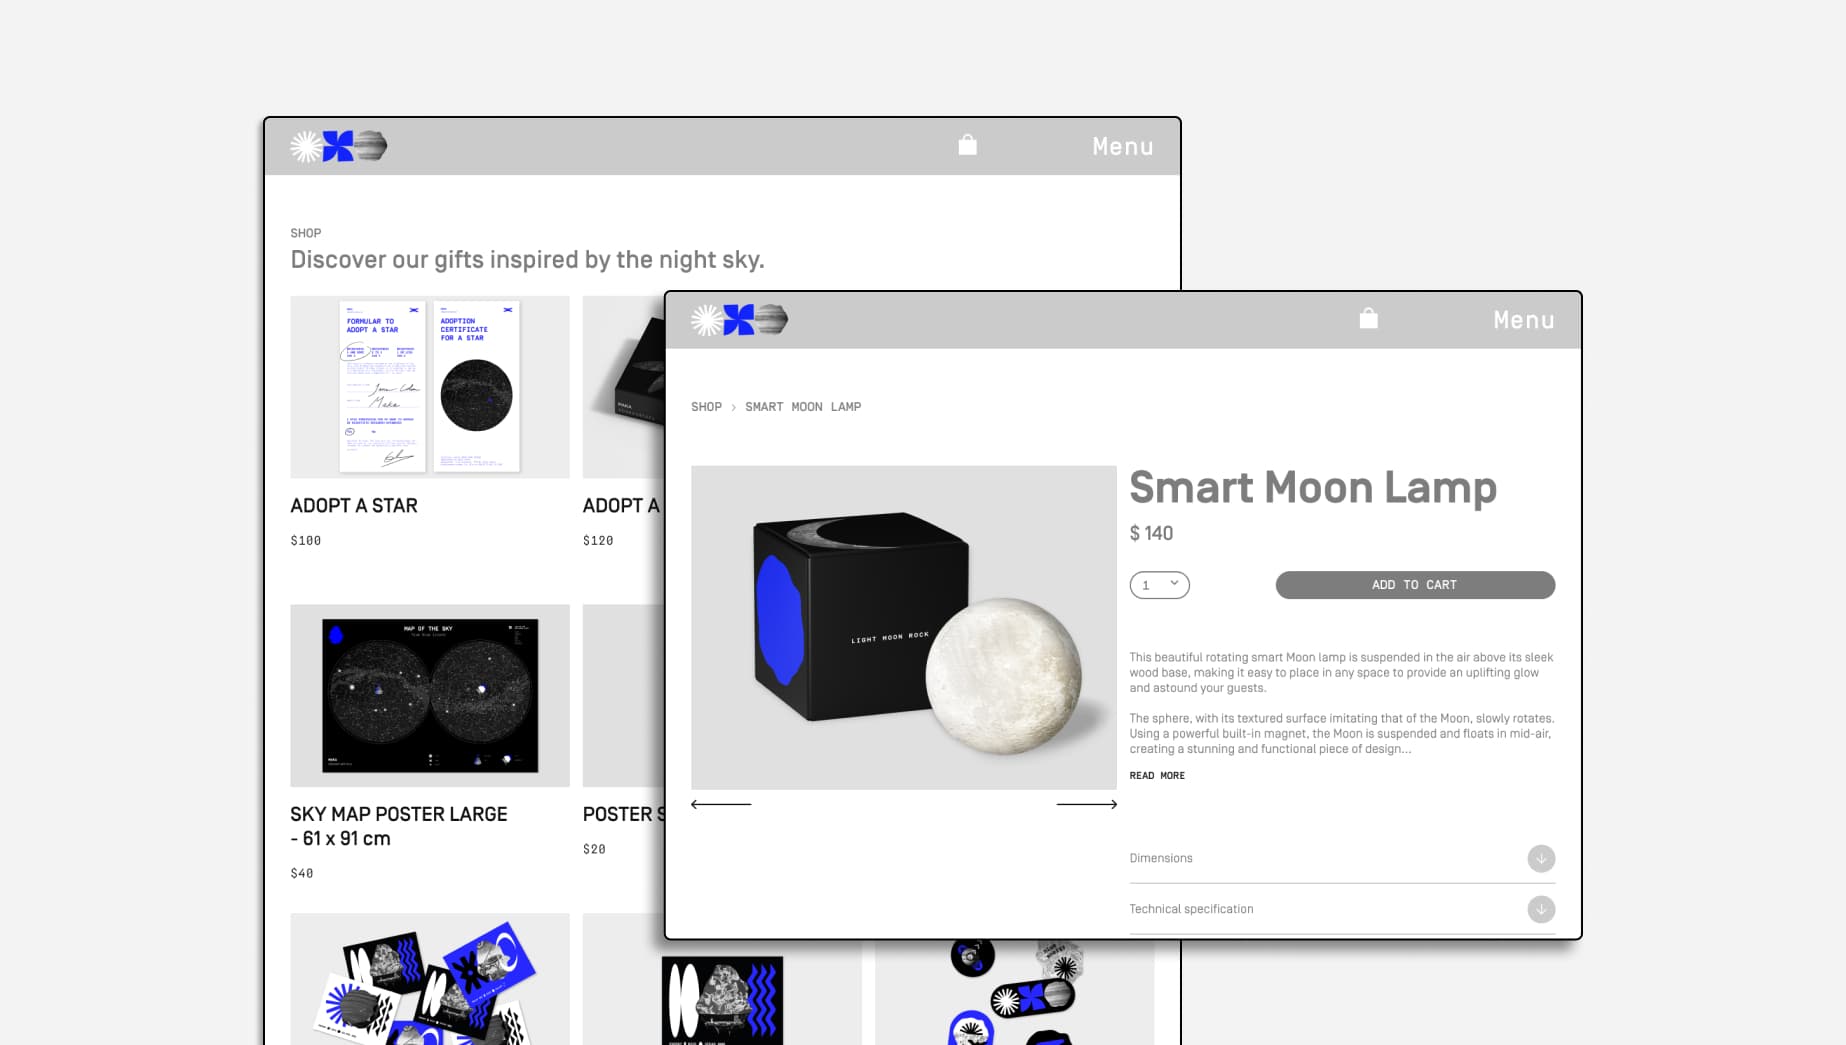 Menu
SHOP
Discover our gifts inspired by the night sky.
FORMULAR TO
ADOPT A STAR
ADOPTION
CERTIFICATE
FOR A STAR
ADOPT A STAR
$100
ADOPT A
$120
MAP OF THE SKY
SKY MAP POSTER LARGE
- 61 x 91 cm
$40
POSTER S
$20
Menu
SHOP > SMART MOON LAMP
LIGHT MOON ROCK
Smart Moon Lamp
$ 140
1
ADD TO CART
This beautiful rotating smart Moon lamp is suspended in the air above its sleek
wood base, making it easy to place in any space to provide an uplifting glow
and astound your guests.
The sphere, with its textured surface imitating that of the Moon, slowly rotates.
Using a powerful built-in magnet, the Moon is suspended and floats in mid-air,
creating a stunning and functional piece of design...
READ MORE
Dimensions
Technical specification